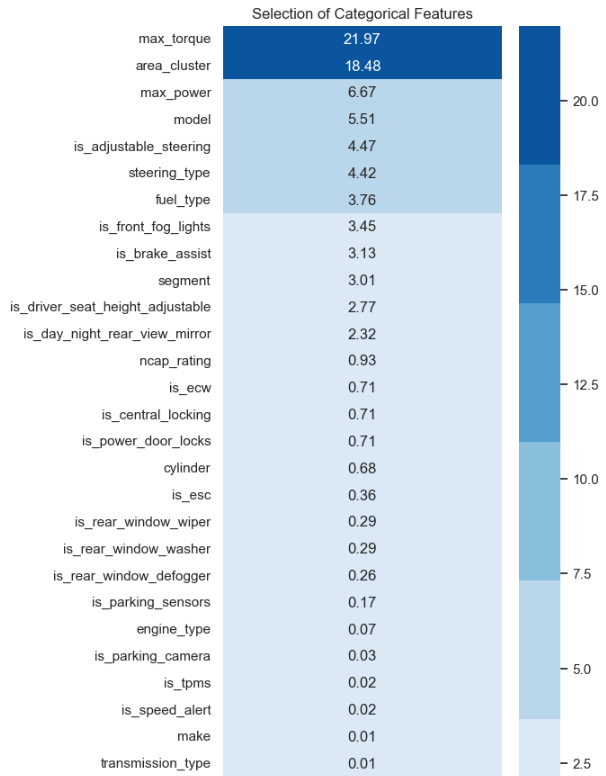 Selection of Categorical Features
max_torque 21.97
area_cluster 18.48
max_power 6.67
model 5.51
is_adjustable_steering 4.47
steering_type 4.42
fuel_type 3.76
is_front_fog_lights 3.45
is_brake_assist 3.13
segment 3.01
is_driver_seat_height_adjustable 2.77
is_day_night_rear_view_mirror 2.32
ncap_rating 0.93
is_ecw 0.71
is_central_locking 0.71
is_power_door_locks 0.71
cylinder 0.68
is_esc 0.36
is_rear_window_wiper 0.29
is_rear_window_washer 0.29
is_rear_window_defogger 0.26
is_parking_sensors 0.17
engine_type 0.07
is_parking_camera 0.03
is_tpms 0.02
is_speed_alert 0.02
make 0.01
transmission_type 0.01
20.0
17.5
15.0
12.5
10.0
7.5
5.0
2.5